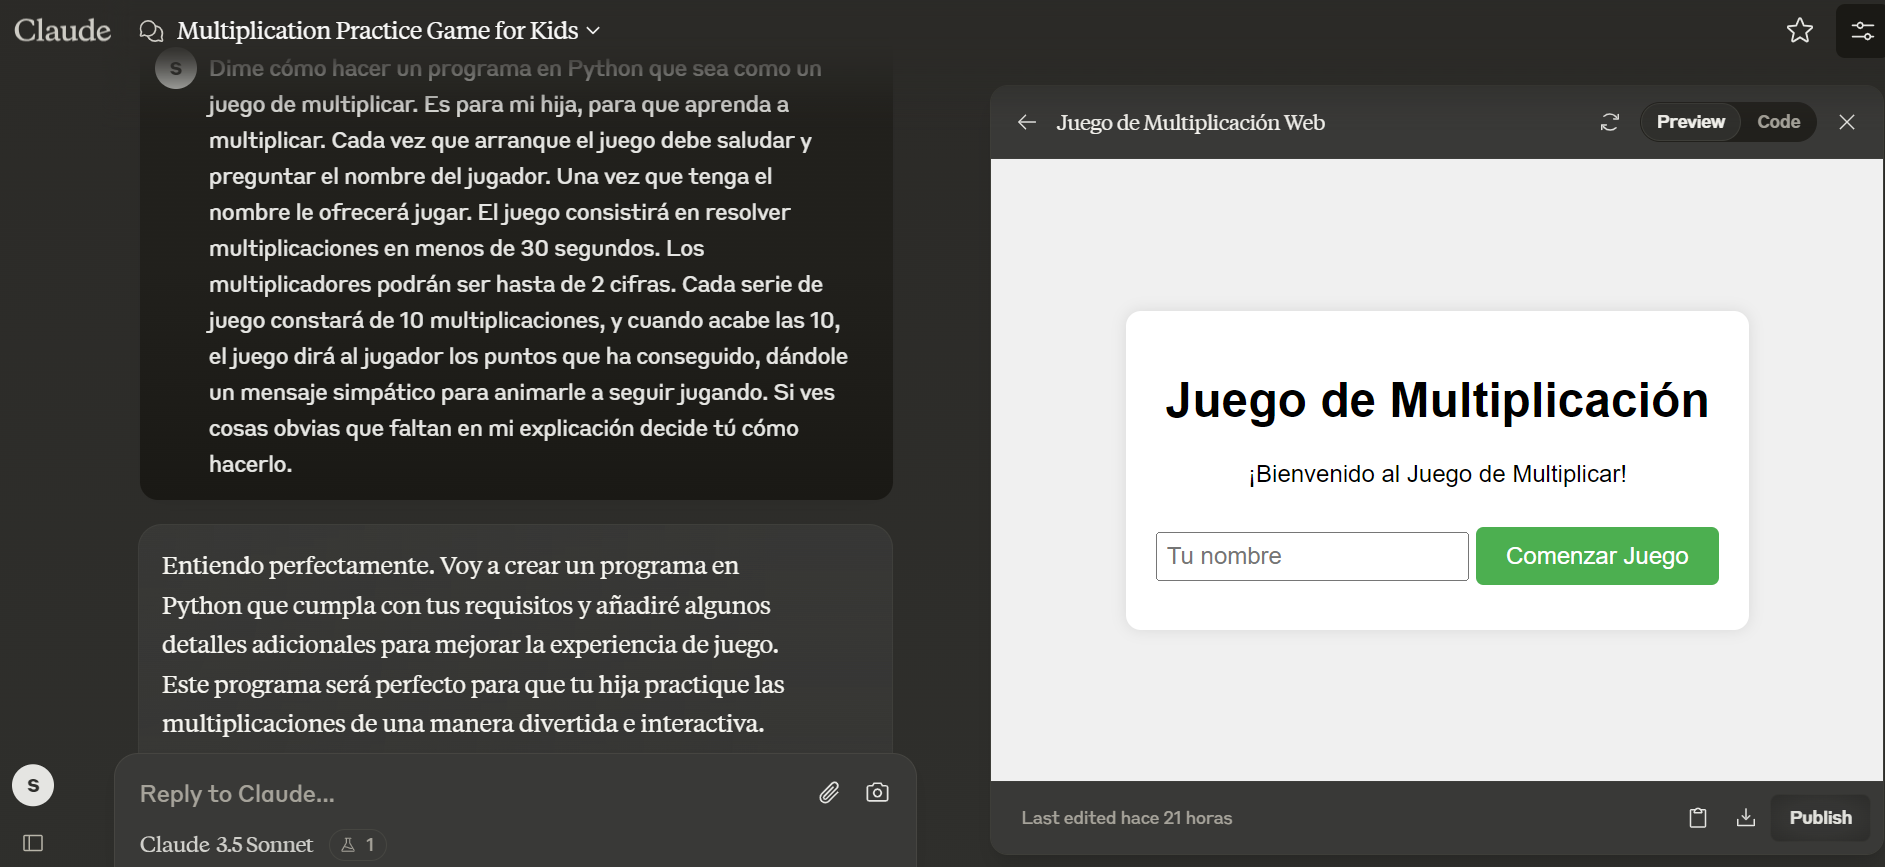 Claude
Multiplication Practice Game for Kids
S
Dime cómo hacer un programa en Python que sea como un
juego de multiplicar. Es para mi hija, para que aprenda a
multiplicar. Cada vez que arranque el juego debe saludar y
preguntar el nombre del jugador. Una vez que tenga el
nombre le ofrecerá jugar. El juego consistirá en resolver
multiplicaciones en menos de 30 segundos. Los
multiplicadores podrán ser hasta de 2 cifras. Cada serie de
juego constará de 10 multiplicaciones, y cuando acabe las 10,
el juego dirá al jugador los puntos que ha conseguido, dándole
un mensaje simpático para animarle a seguir jugando. Si ves
cosas obvias que faltan en mi explicación decide tú cómo
hacerlo.
Entiendo perfectamente. Voy a crear un programa en
Python que cumpla con tus requisitos y añadiré algunos
detalles adicionales para mejorar la experiencia de juego.
Este programa será perfecto para que tu hija practique las
multiplicaciones de una manera divertida e interactiva.
S
Reply to Claude...
Claude 3.5 Sonnet
1
Juego de Multiplicación Web
Preview
Code
Juego de Multiplicación
¡Bienvenido al Juego de Multiplicar!
Tu nombre
Comenzar Juego
Last edited hace 21 horas
Publish